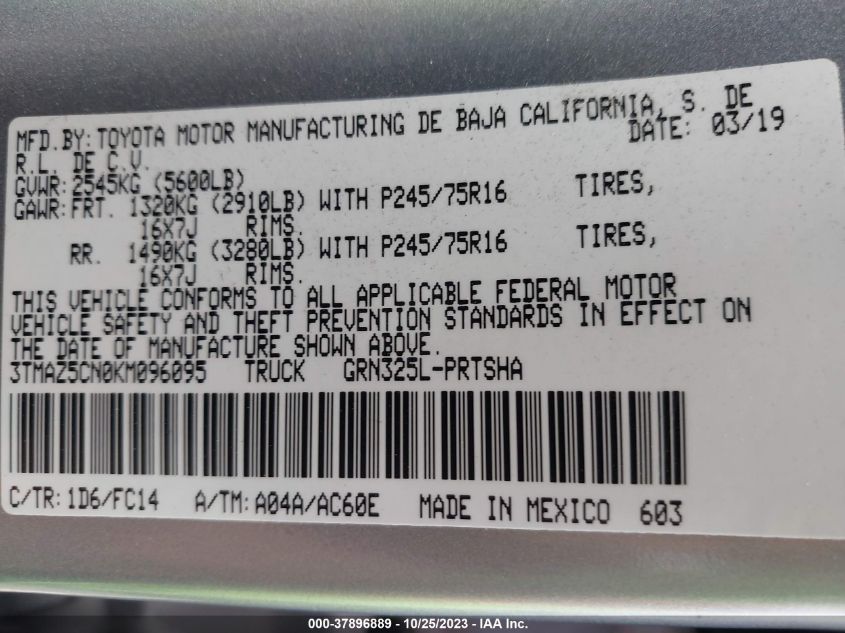 MFD.BY:TOYOTA MOTOR MANUFACTURING DE BAJA CALIFORNIA, S. DE
R.L. DE C.V. DATE: 03/19
GVWR:2545KG (5600LB)
GAWR:FRT. 1320KG (2910LB) WITH P245/75R16 TIRES,
16X7J RIMS.
RR. 1490KG (3280LB) WITH P245/75R16 TIRES,
16X7J RIMS.
THIS VEHICLE CONFORMS TO ALL APPLICABLE FEDERAL MOTOR
VEHICLE SAFETY AND THEFT PREVENTION STANDARDS IN EFFECT ON
THE DATE OF MANUFACTURE SHOWN ABOVE.
3TMAZ5CN0KM096095 TRUCK GRN325L-PRTSHA
C/TR:1D6/FC14 A/TM:A04A/AC60E MADE IN MEXICO 603
000-37896889 - 10/25/2023 - IAA Inc.